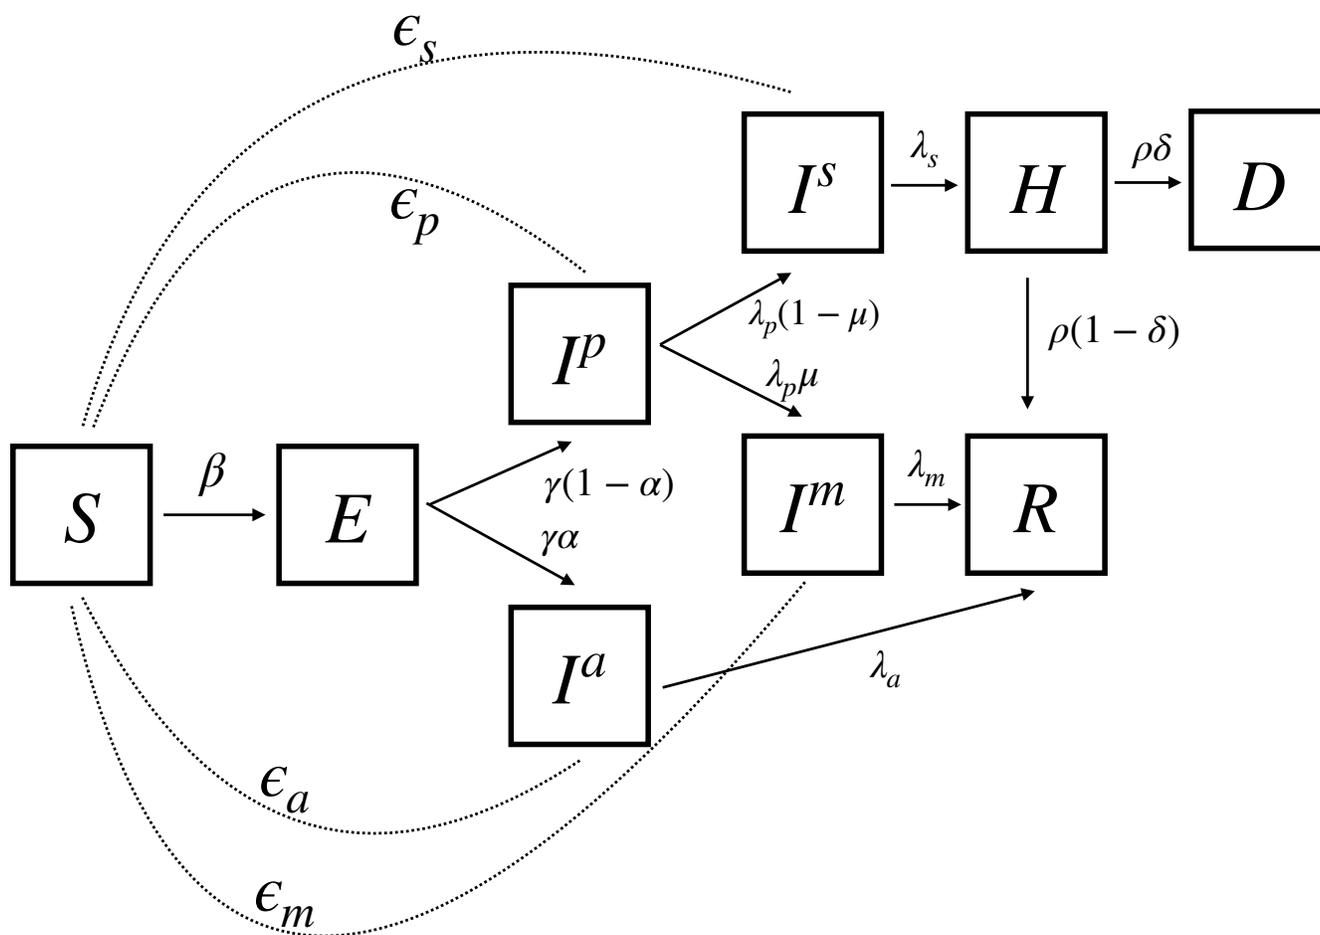 ϵₛ
λₛ
ρδ
Iˢ
H
D
ϵₚ
λₚ(1 − μ)
ρ(1 − δ)
Iᵖ
λₚμ
β
γ(1 − α)
λₘ
S
E
Iᵐ
R
γα
Iᵃ
λₐ
ϵₐ
ϵₘ